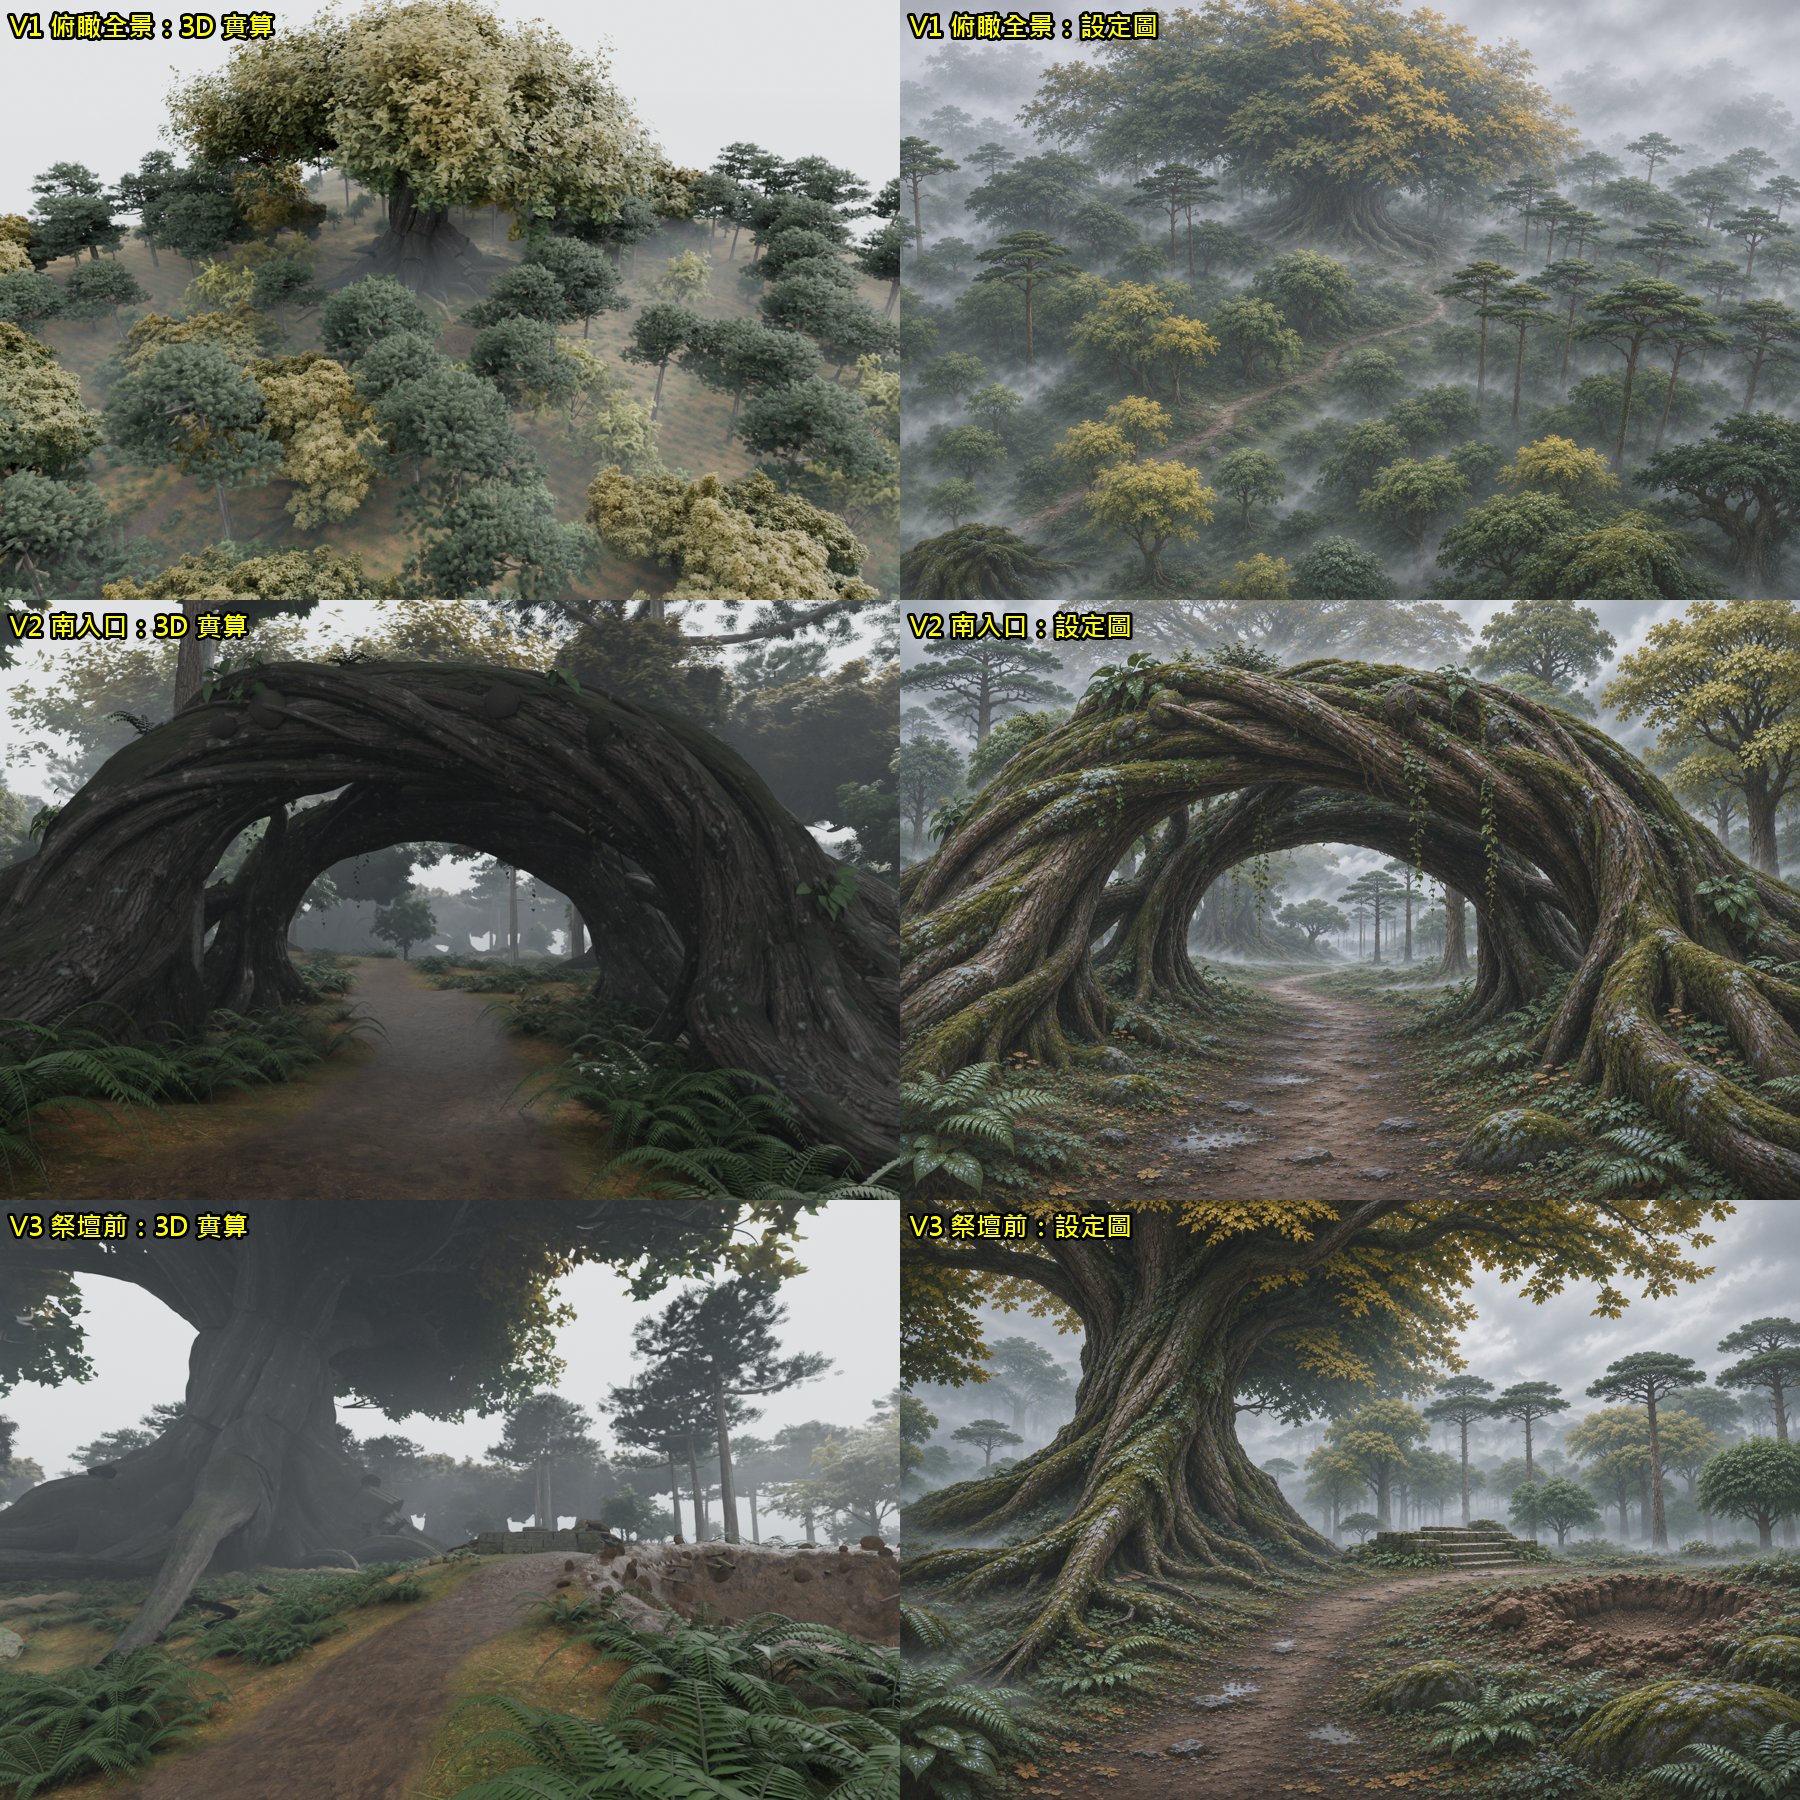 V1 俯瞰全景：3D 實算
V1 俯瞰全景：設定圖
V2 南入口：3D 實算
V2 南入口：設定圖
V3 祭壇前：3D 實算
V3 祭壇前：設定圖